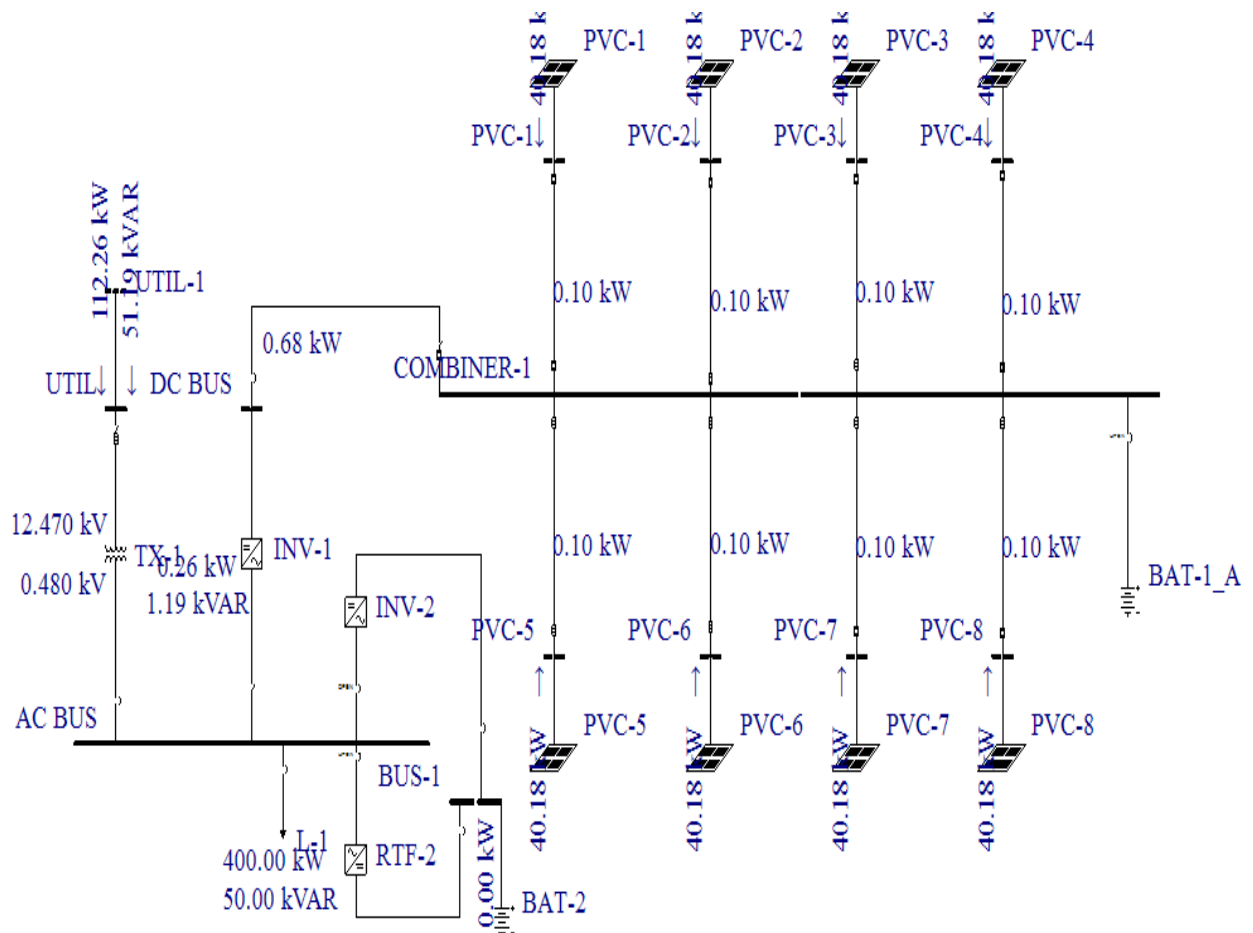 40.18 k
PVC-1
40.18 k
PVC-2
40.18 k
PVC-3
40.18 k
PVC-4
PVC-1
↓
PVC-2
↓
PVC-3
↓
PVC-4
↓
112.26 kW
51.19 kVAR
UTIL-1
0.10 kW
0.10 kW
0.10 kW
0.10 kW
0.68 kW
COMBINER-1
UTIL
↓
↓
DC BUS
OPEN
12.470 kV
TX-1
0.480 kV
0.26 kW
1.19 kVAR
INV-1
INV-2
0.10 kW
0.10 kW
0.10 kW
0.10 kW
BAT-1_A
PVC-5
PVC-6
PVC-7
PVC-8
OPEN
↑
↑
↑
↑
AC BUS
PVC-5
PVC-6
PVC-7
PVC-8
40.18 kW
40.18 kW
40.18 kW
40.18 kW
OPEN
BUS-1
L-1
400.00 kW
50.00 kVAR
RTF-2
0.00 kW
BAT-2